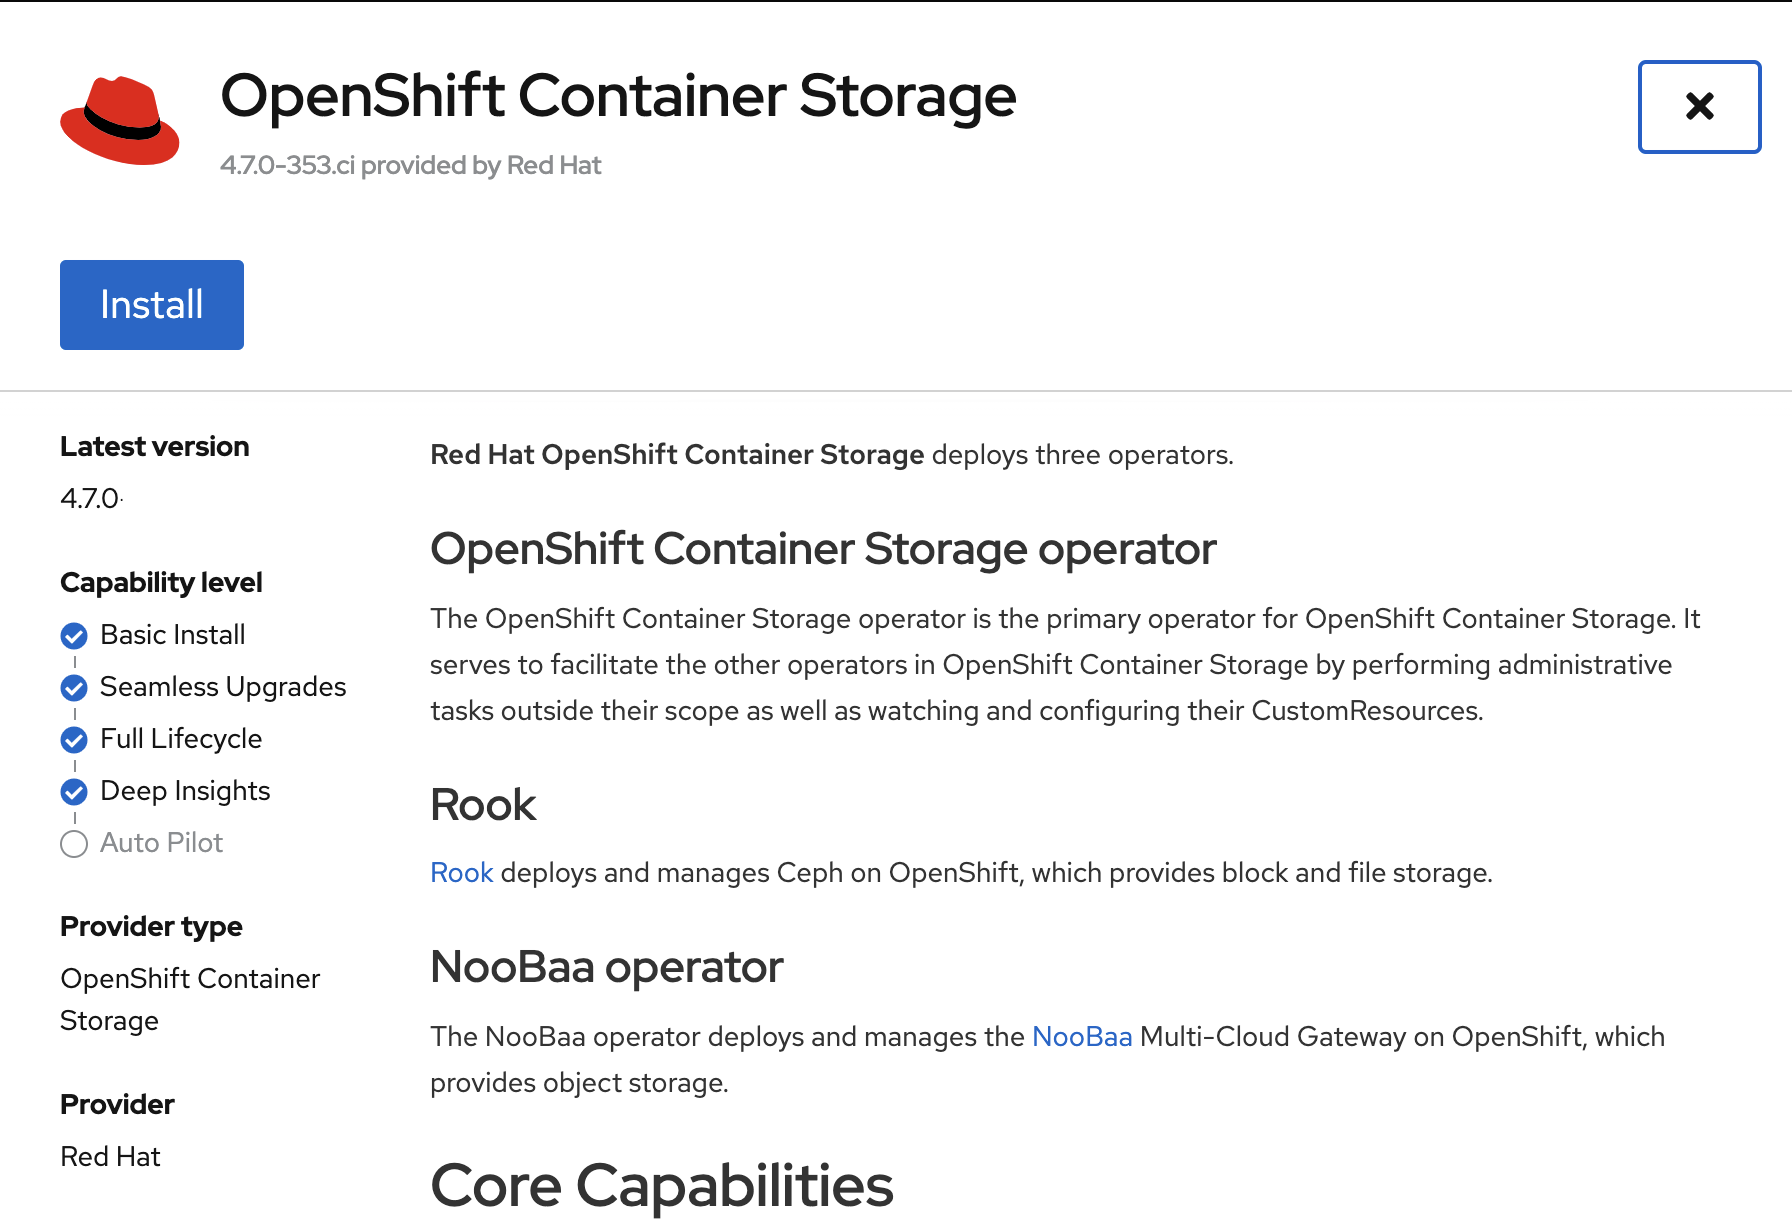 OpenShift Container Storage
4.7.0-353.ci provided by Red Hat
Install
Latest version
4.7.0
Capability level
Basic Install
Seamless Upgrades
Full Lifecycle
Deep Insights
Auto Pilot
Provider type
OpenShift Container
Storage
Provider
Red Hat
Red Hat OpenShift Container Storage deploys three operators.
OpenShift Container Storage operator
The OpenShift Container Storage operator is the primary operator for OpenShift Container Storage. It
serves to facilitate the other operators in OpenShift Container Storage by performing administrative
tasks outside their scope as well as watching and configuring their CustomResources.
Rook
Rook deploys and manages Ceph on OpenShift, which provides block and file storage.
NooBaa operator
The NooBaa operator deploys and manages the NooBaa Multi-Cloud Gateway on OpenShift, which
provides object storage.
Core Capabilities